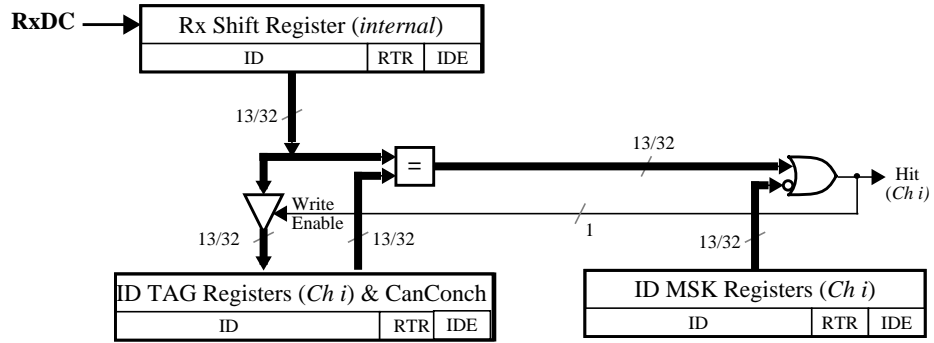 RxDC
Rx Shift Register (internal)
ID RTR IDE
13/32
=
13/32
Hit
(Ch i)
Write
Enable
1
13/32
13/32
13/32
ID TAG Registers (Ch i) & CanConch
ID RTR IDE
ID MSK Registers (Ch i)
ID RTR IDE